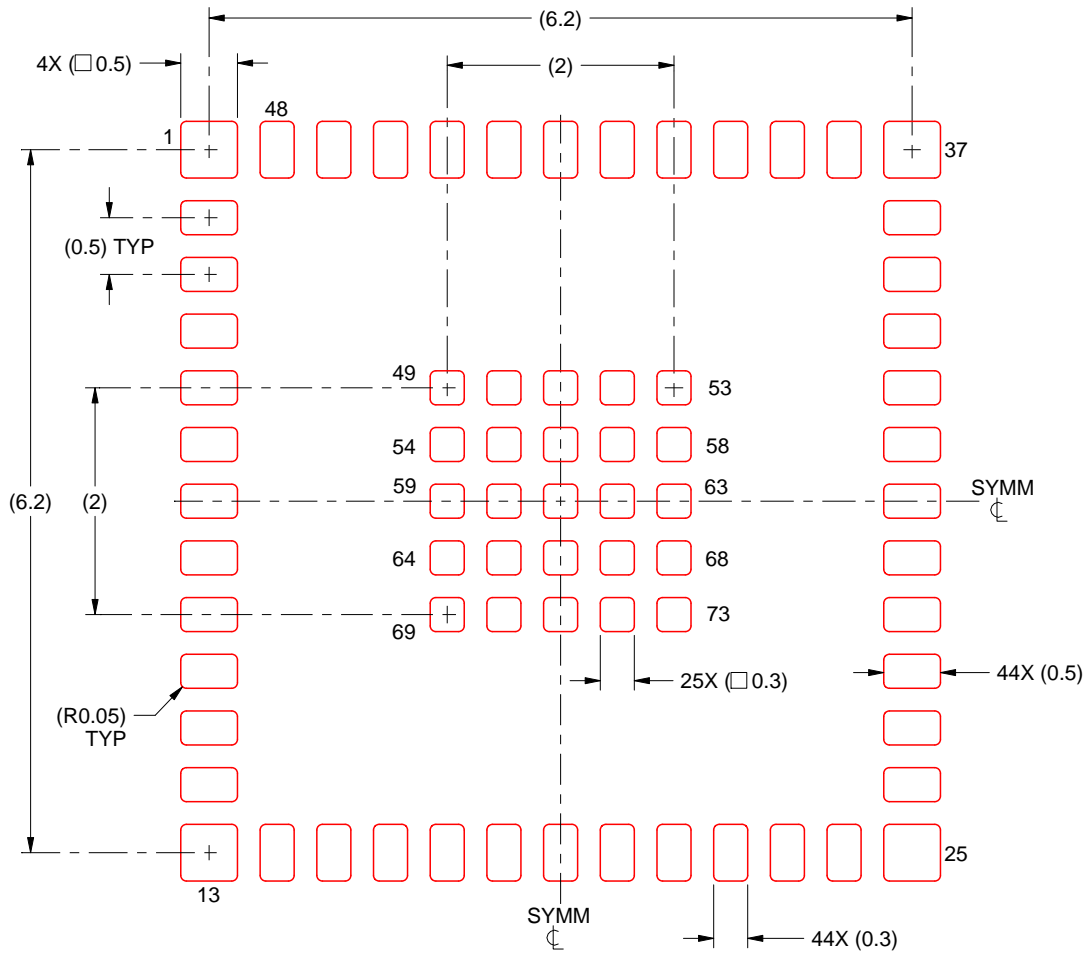 (6.2)
4X (□ 0.5)
(2)
48
1
37
(0.5) TYP
49
53
54
58
59
63
(6.2)
(2)
SYMM
℄
64
68
69
73
25X (□ 0.3)
44X (0.5)
(R0.05)
TYP
25
13
SYMM
℄
44X (0.3)